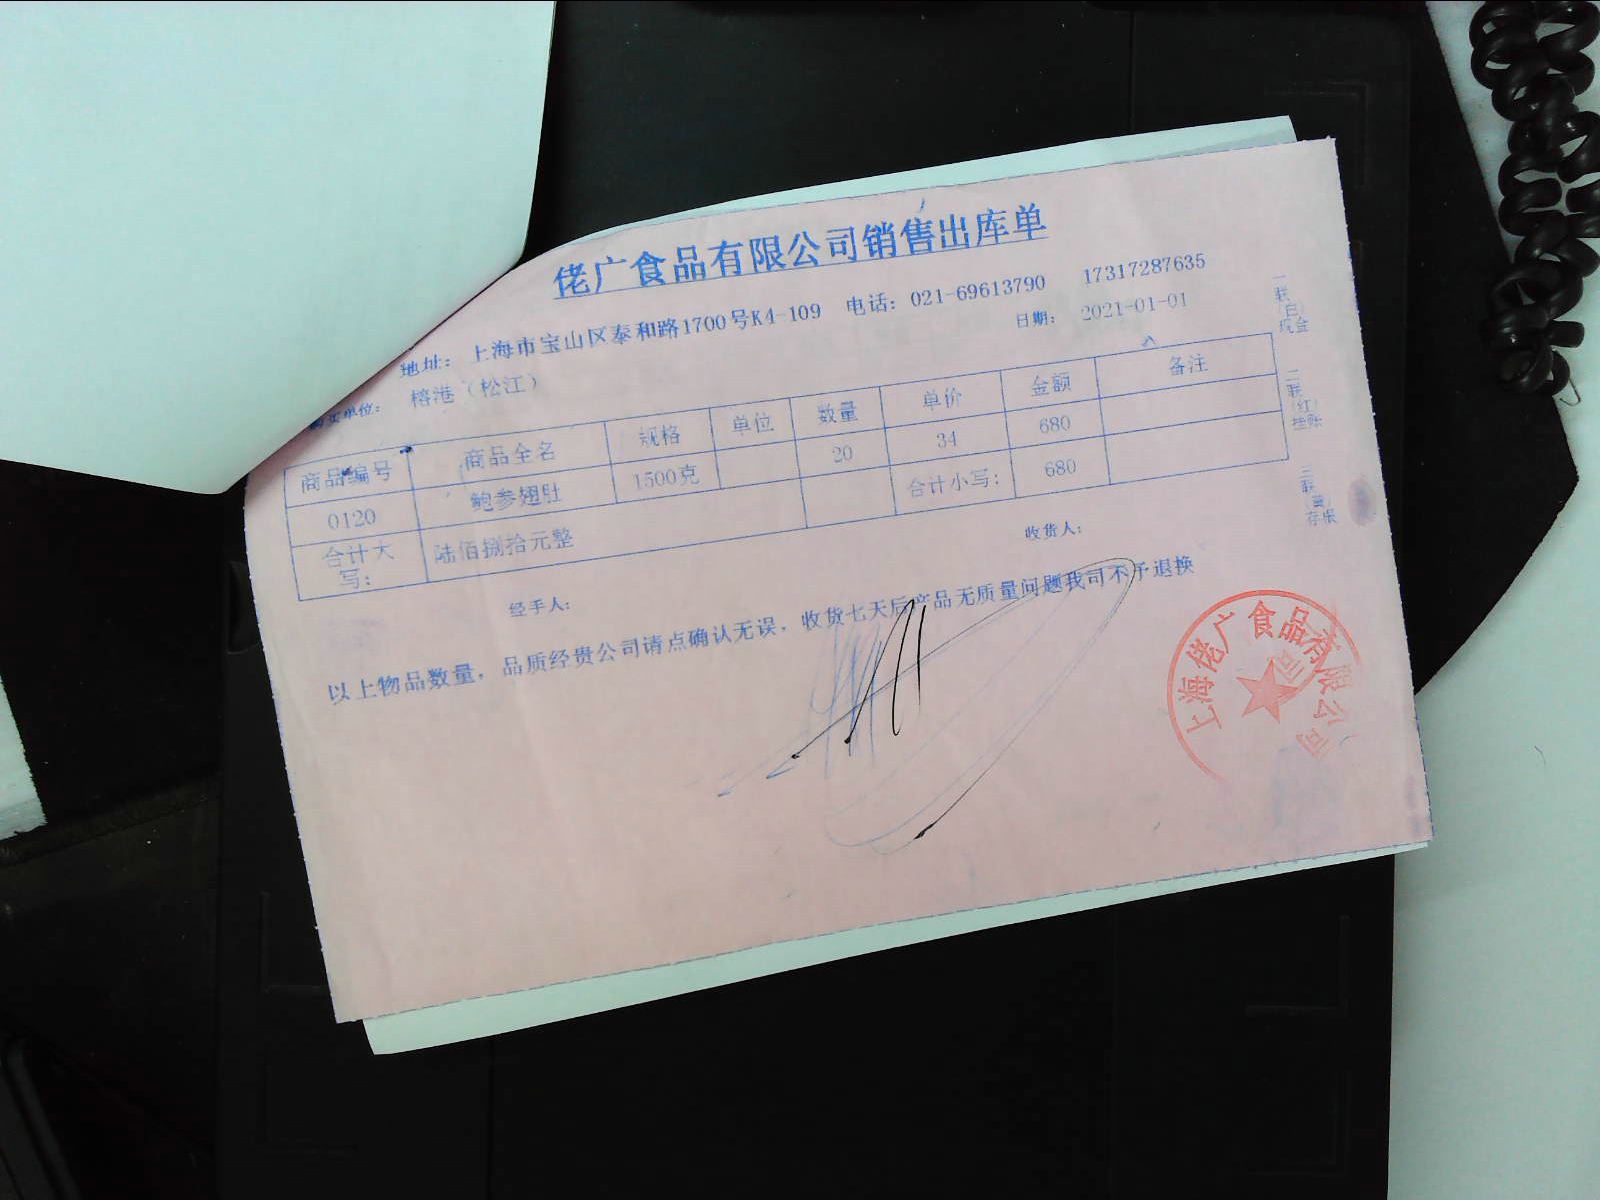 佬广食品有限公司销售出库单
地址：上海市宝山区泰和路1700号K4-109 电话：021-69613790 17317287635
日期：2021-01-01
买单位：榕港（松江）
商品编号 商品全名 规格 单位 数量 单价 金额 备注
0120 鲍参翅肚 1500克 20 34 680
合计大写： 陆佰捌拾元整 合计小写： 680
经手人： 收货人：
以上物品数量，品质经贵公司请点确认无误，收货七天后产品无质量问题我司不予退换
一联（白）现金
二联（红）挂账
三联（黄）存根
上海佬广食品有限公司